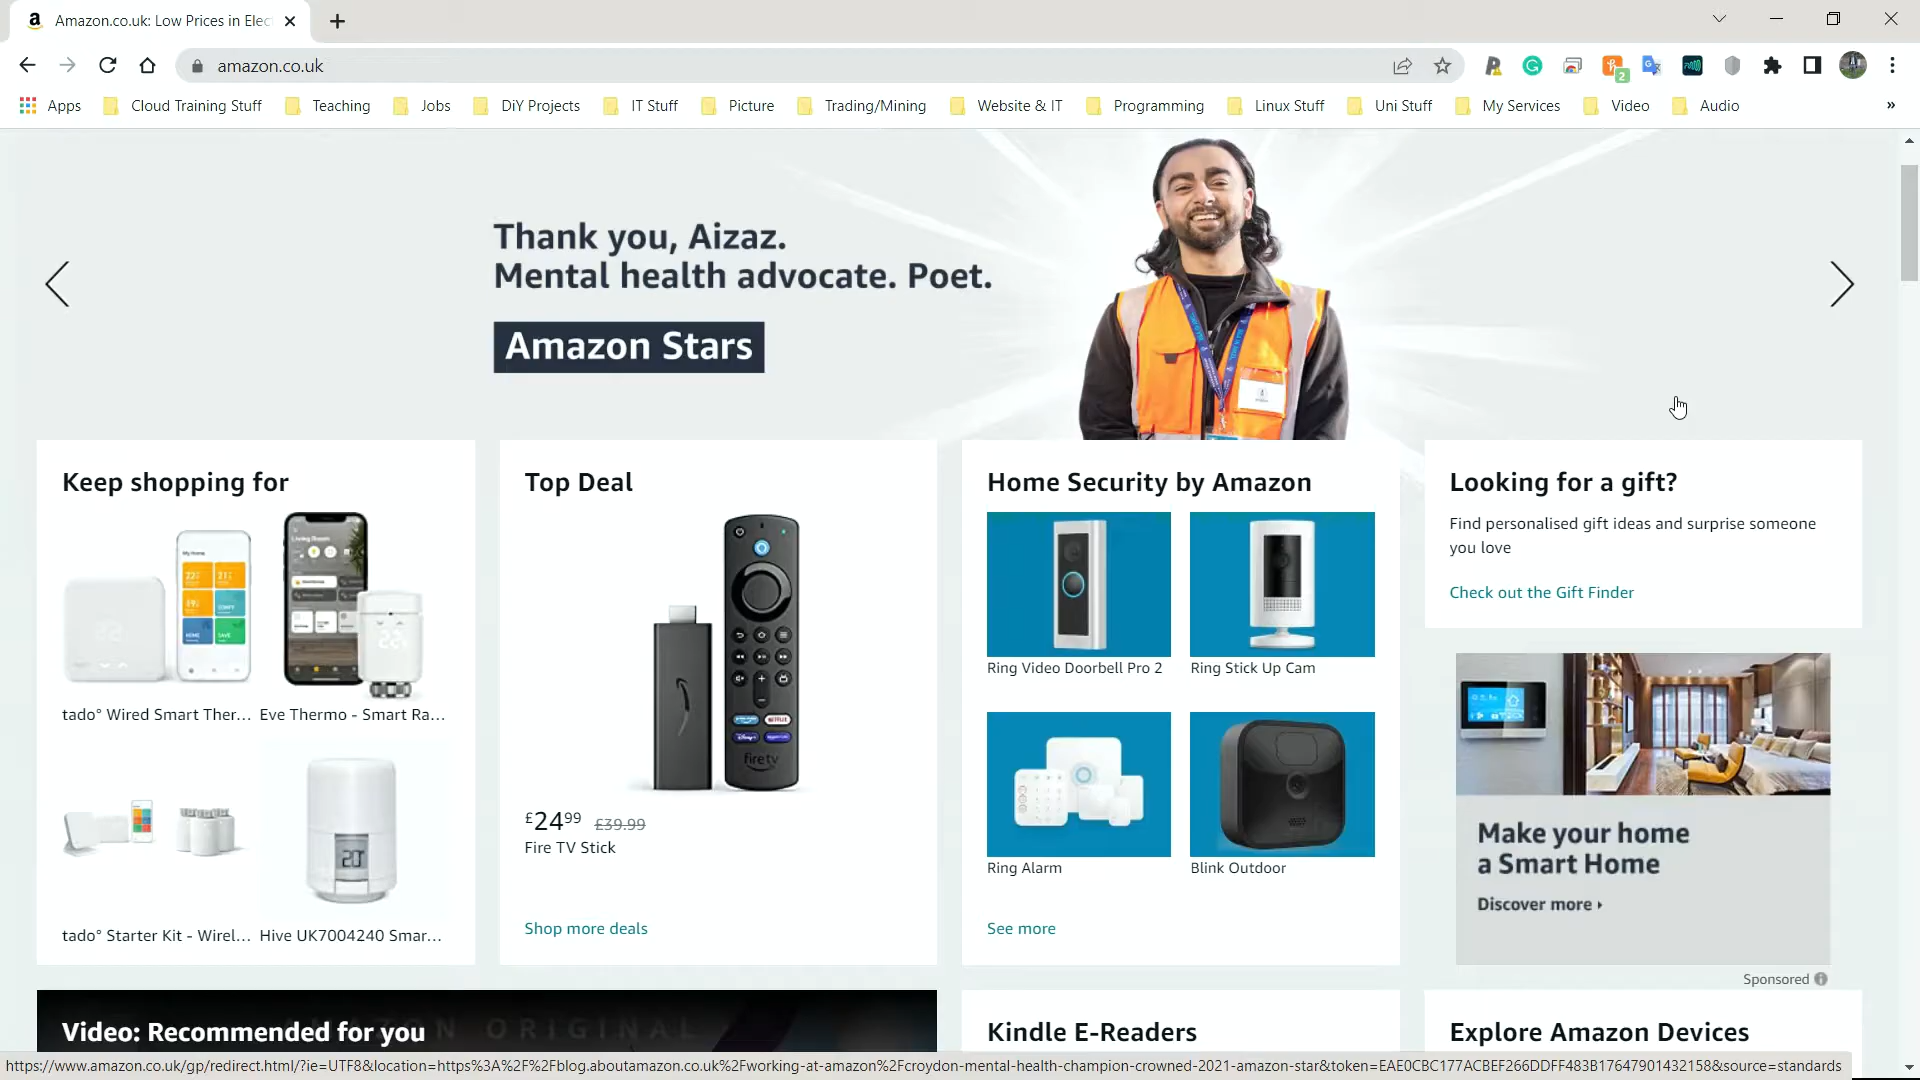 Amazon.co.uk: Low Prices in Elec
amazon.co.uk
2
Apps
Cloud Training Stuff
Teaching
Jobs
DiY Projects
IT Stuff
Picture
Trading/Mining
Website & IT
Programming
Linux Stuff
Uni Stuff
My Services
Video
Audio
»
Thank you, Aizaz.
Mental health advocate. Poet.
Amazon Stars
Keep shopping for
tado° Wired Smart Ther...
Eve Thermo - Smart Ra...
tado° Starter Kit - Wirel...
Hive UK7004240 Smar...
Top Deal
fire tv
£24.99 £39.99
Fire TV Stick
Shop more deals
Home Security by Amazon
Ring Video Doorbell Pro 2
Ring Stick Up Cam
Ring Alarm
Blink Outdoor
See more
Looking for a gift?
Find personalised gift ideas and surprise someone
you love
Check out the Gift Finder
Make your home
a Smart Home
Discover more
Sponsored
Video: Recommended for you
AMAZON ORIGINAL
Kindle E-Readers
Explore Amazon Devices
https://www.amazon.co.uk/gp/redirect.html/?ie=UTF8&location=https%3A%2F%2Fblog.aboutamazon.co.uk%2Fworking-at-amazon%2Fcroydon-mental-health-champion-crowned-2021-amazon-star&token=EAE0CBC177ACBEF266DDFF483B17647901432158&source=standards